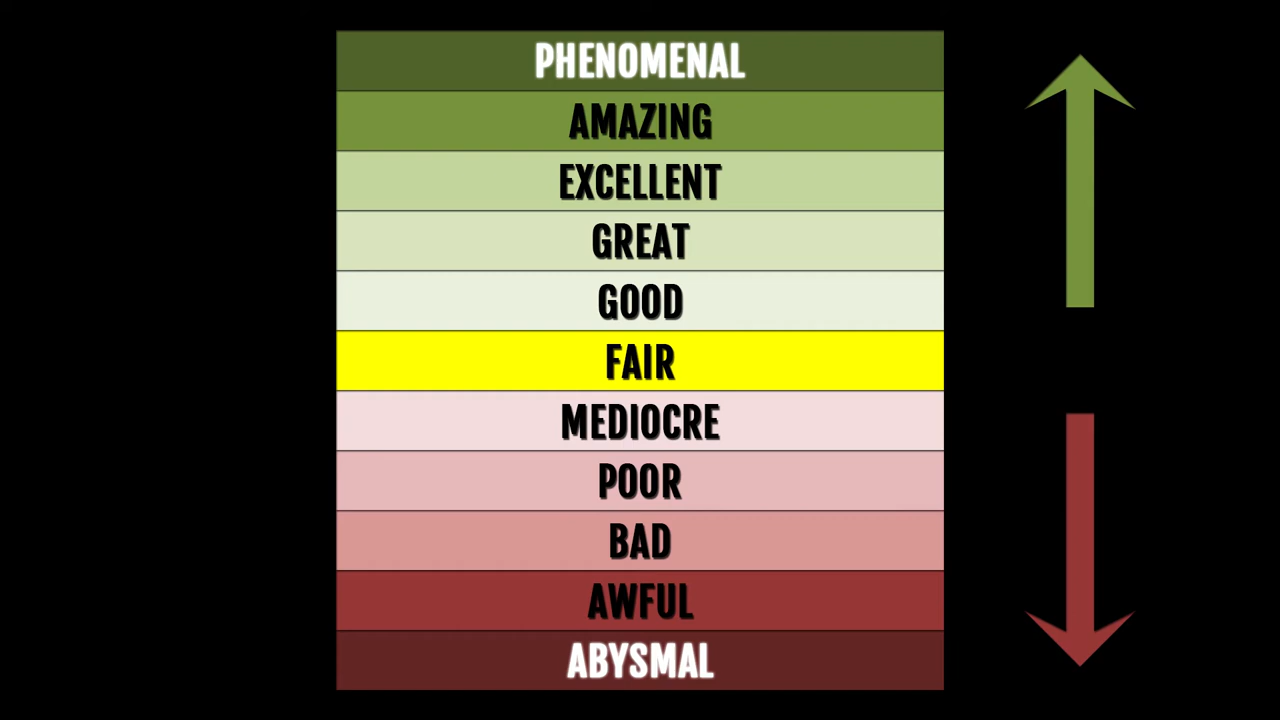 PHENOMENAL
AMAZING
EXCELLENT
GREAT
GOOD
FAIR
MEDIOCRE
POOR
BAD
AWFUL
ABYSMAL